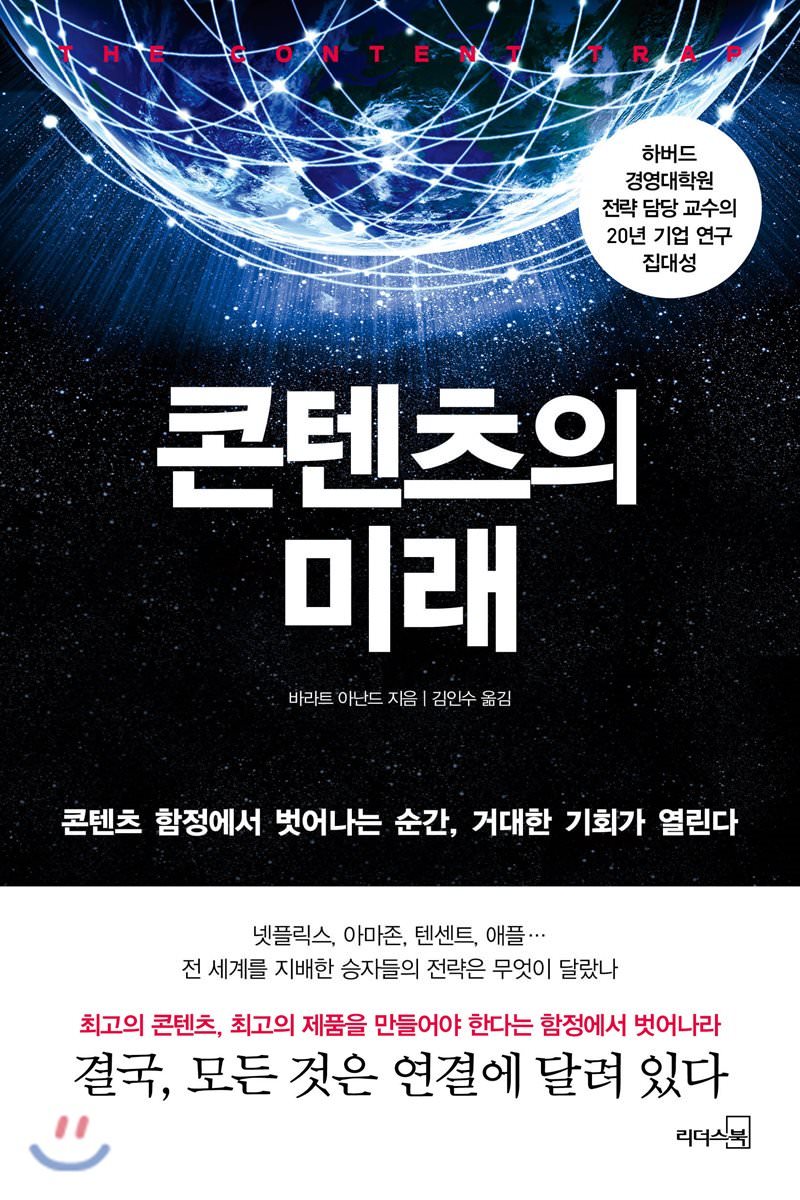 THE CONTENT TRAP
하버드
경영대학원
전략 담당 교수의
20년 기업 연구
집대성
콘텐츠의
미래
바라트 아난드 지음 | 김인수 옮김
콘텐츠 함정에서 벗어나는 순간, 거대한 기회가 열린다
넷플릭스, 아마존, 텐센트, 애플…
전 세계를 지배한 승자들의 전략은 무엇이 달랐나
최고의 콘텐츠, 최고의 제품을 만들어야 한다는 함정에서 벗어나라
결국, 모든 것은 연결에 달려 있다
리더스북